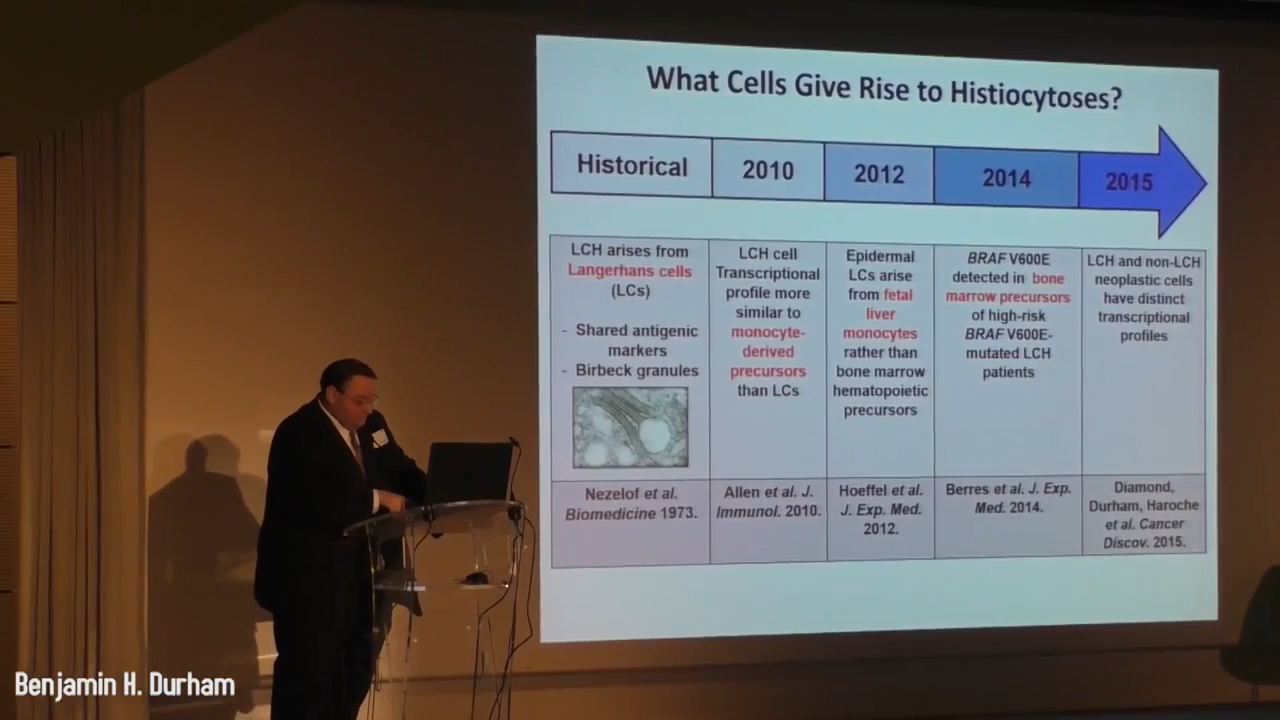 What Cells Give Rise to Histiocytoses?
Historical
2010
2012
2014
2015
LCH arises from
Langerhans cells
(LCs)
- Shared antigenic
markers
- Birbeck granules
LCH cell
Transcriptional
profile more
similar to
monocyte-
derived
precursors
than LCs
Epidermal
LCs arise
from fetal
liver
monocytes
rather than
bone marrow
hematopoietic
precursors
BRAF V600E
detected in bone
marrow precursors
of high-risk
BRAF V600E-
mutated LCH
patients
LCH and non-LCH
neoplastic cells
have distinct
transcriptional
profiles
Nezelof et al.
Biomedicine 1973.
Allen et al. J.
Immunol. 2010.
Hoeffel et al.
J. Exp. Med.
2012.
Berres et al. J. Exp.
Med. 2014.
Diamond,
Durham, Haroche
et al. Cancer
Discov. 2015.
Benjamin H. Durham